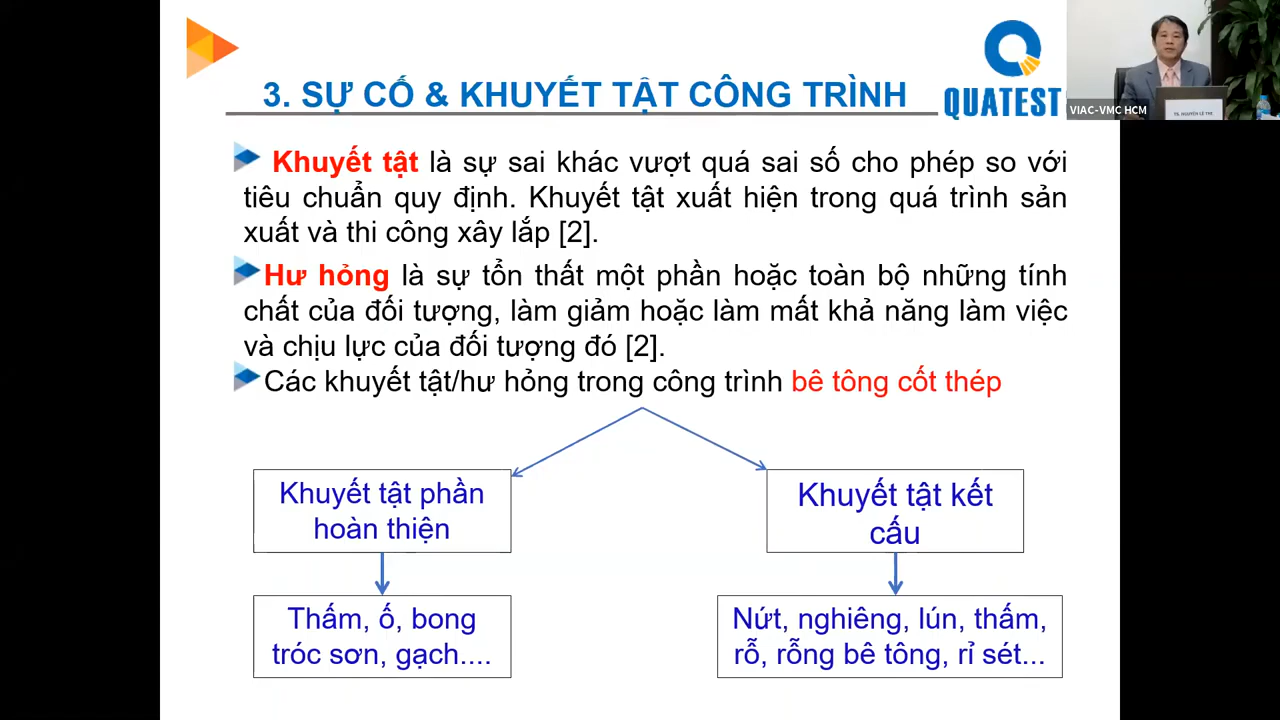 3. SỰ CỐ & KHUYẾT TẬT CÔNG TRÌNH
QUATEST
VIAC-VMC HCM
TS. NGUYỄN LÊ THI
Khuyết tật là sự sai khác vượt quá sai số cho phép so với
tiêu chuẩn quy định. Khuyết tật xuất hiện trong quá trình sản
xuất và thi công xây lắp [2].
Hư hỏng là sự tổn thất một phần hoặc toàn bộ những tính
chất của đối tượng, làm giảm hoặc làm mất khả năng làm việc
và chịu lực của đối tượng đó [2].
Các khuyết tật/hư hỏng trong công trình bê tông cốt thép
Khuyết tật phần
hoàn thiện
Khuyết tật kết
cấu
Thấm, ố, bong
tróc sơn, gạch....
Nứt, nghiêng, lún, thấm,
rỗ, rỗng bê tông, rỉ sét...